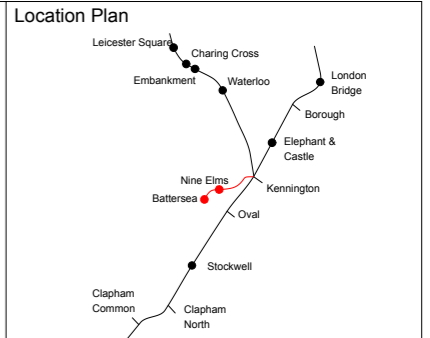 Location Plan
Leicester Square
Charing Cross
Embankment
Waterloo
London
Bridge
Borough
Elephant &
Castle
Nine Elms
Kennington
Battersea
Oval
Stockwell
Clapham
Common
Clapham
North